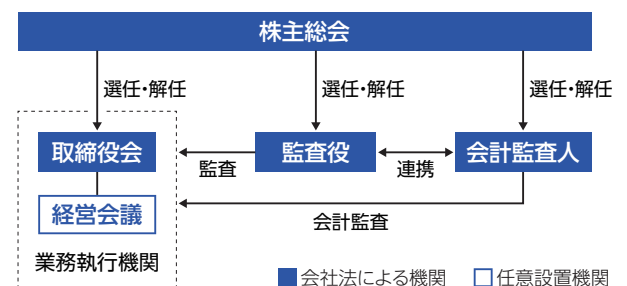 株主総会
選任・解任 選任・解任 選任・解任
取締役会 監査 監査役 連携 会計監査人
経営会議
会計監査
業務執行機関
会社法による機関 任意設置機関